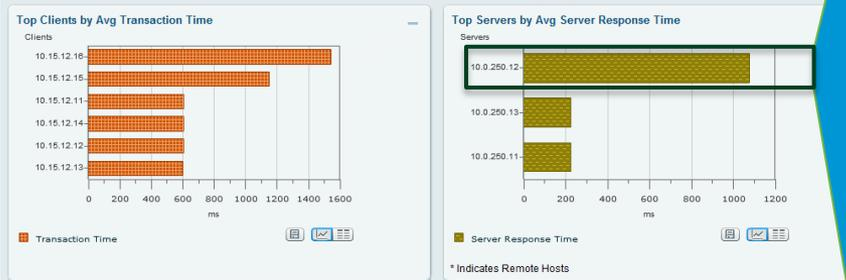 Top Clients by Avg Transaction Time
Clients
10.15.12.16
10.15.12.15
10.15.12.11
10.15.12.14
10.15.12.12
10.15.12.13
0 200 400 600 800 1000 1200 1400 1600
ms
Transaction Time
Top Servers by Avg Server Response Time
Servers
10.0.250.12
10.0.250.13
10.0.250.11
0 200 400 600 800 1000 1200
ms
Server Response Time
* Indicates Remote Hosts